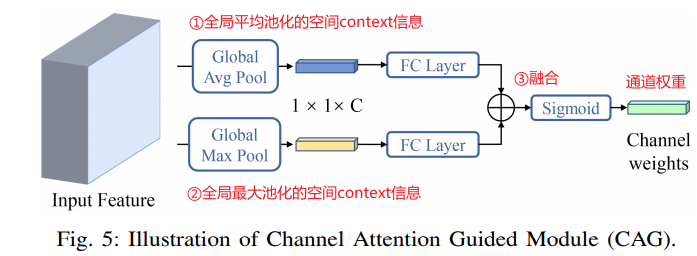 ①全局平均池化的空间context信息
Global
Avg Pool
FC Layer
③融合
通道权重
1 × 1× C
Sigmoid
Global
Max Pool
FC Layer
Channel
weights
Input Feature
②全局最大池化的空间context信息
Fig. 5: Illustration of Channel Attention Guided Module (CAG).